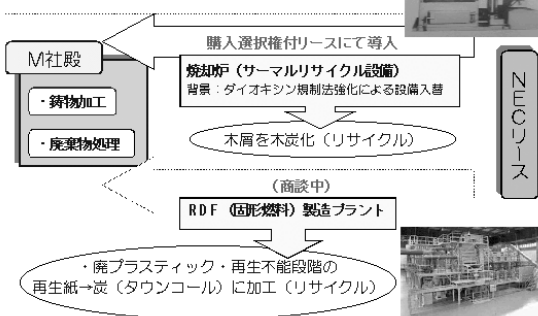 購入選択権付リースにて導入
M社殿
焼却炉（サーマルリサイクル設備）
背景：ダイオキシン規制法強化による設備入替
・鋳物加工
・廃棄物処理
木屑を木炭化（リサイクル）
NECリース
（商談中）
RDF（固形燃料）製造プラント
・廃プラスティック・再生不能段階の
再生紙→炭（タウンコール）に加工（リサイクル）